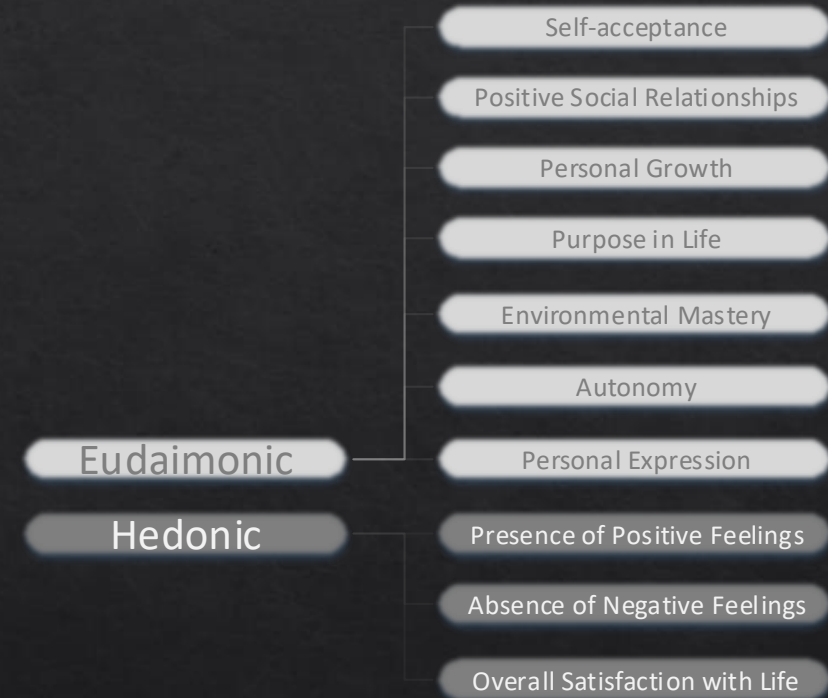 Self-acceptance
Positive Social Relationships
Personal Growth
Purpose in Life
Environmental Mastery
Autonomy
Eudaimonic
Personal Expression
Hedonic
Presence of Positive Feelings
Absence of Negative Feelings
Overall Satisfaction with Life